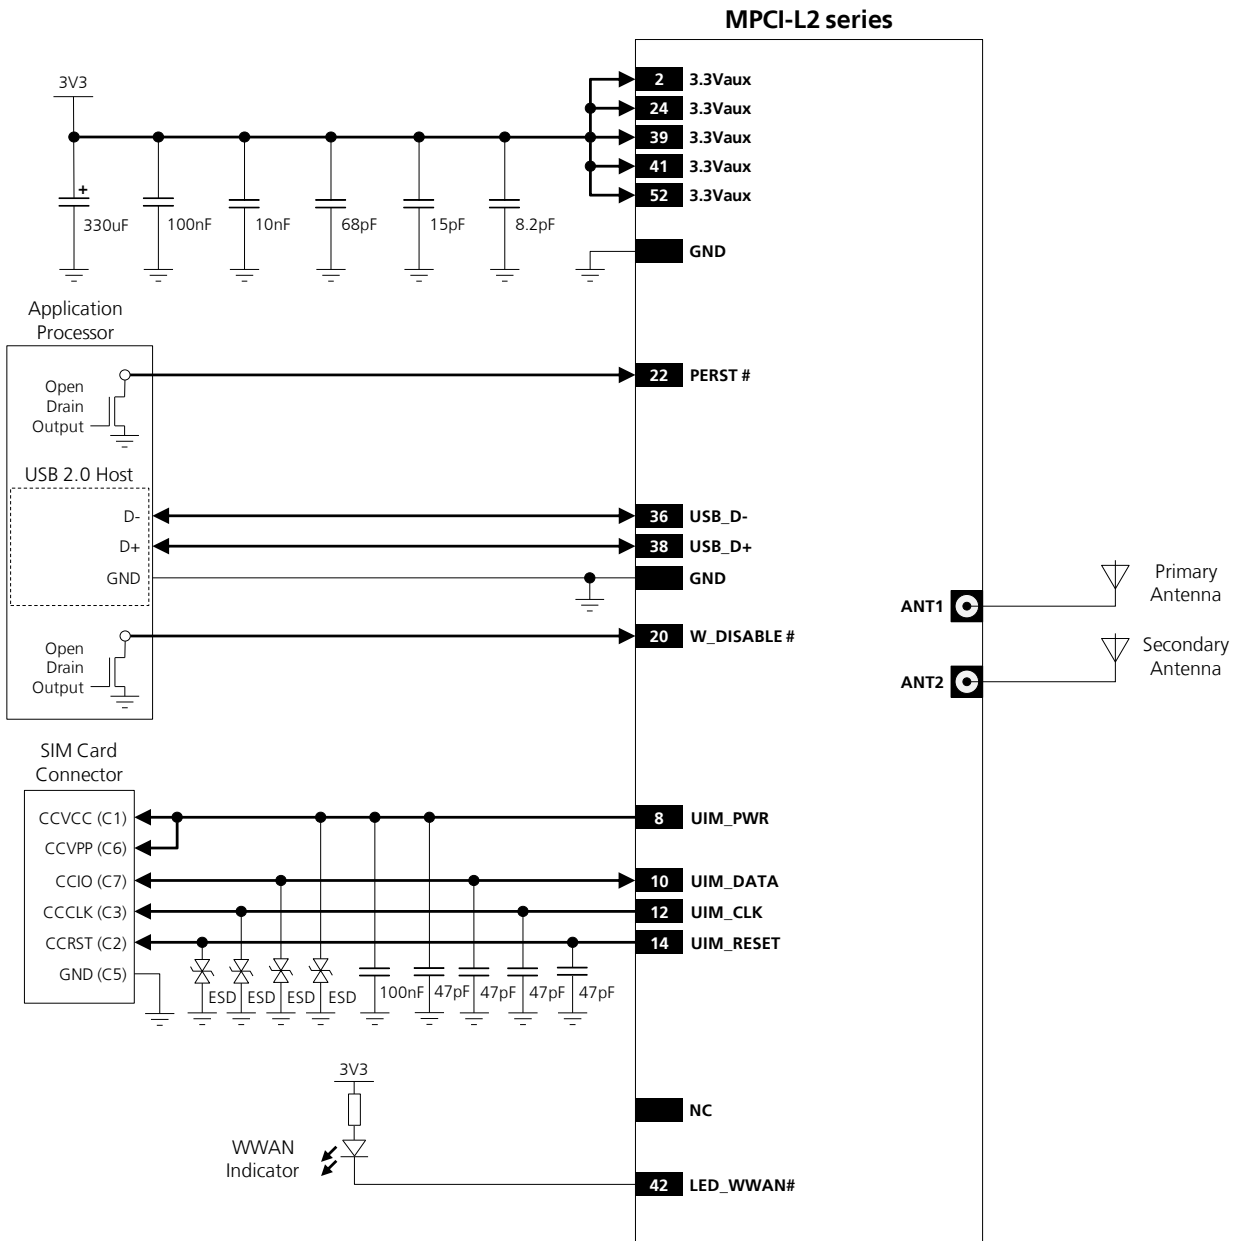 MPCI-L2 series
3V3
2 3.3Vaux
24 3.3Vaux
39 3.3Vaux
41 3.3Vaux
52 3.3Vaux
+
330uF 100nF 10nF 68pF 15pF 8.2pF
GND
Application
Processor
Open
Drain
Output
22 PERST #
USB 2.0 Host
D- 36 USB_D-
D+ 38 USB_D+
GND GND
Open
Drain
Output
20 W_DISABLE #
ANT1
Primary
Antenna
ANT2
Secondary
Antenna
SIM Card
Connector
CCVCC (C1) 8 UIM_PWR
CCVPP (C6)
CCIO (C7) 10 UIM_DATA
CCCLK (C3) 12 UIM_CLK
CCRST (C2) 14 UIM_RESET
GND (C5)
ESD ESD ESD ESD 100nF 47pF 47pF 47pF 47pF
3V3
NC
WWAN
Indicator
42 LED_WWAN#